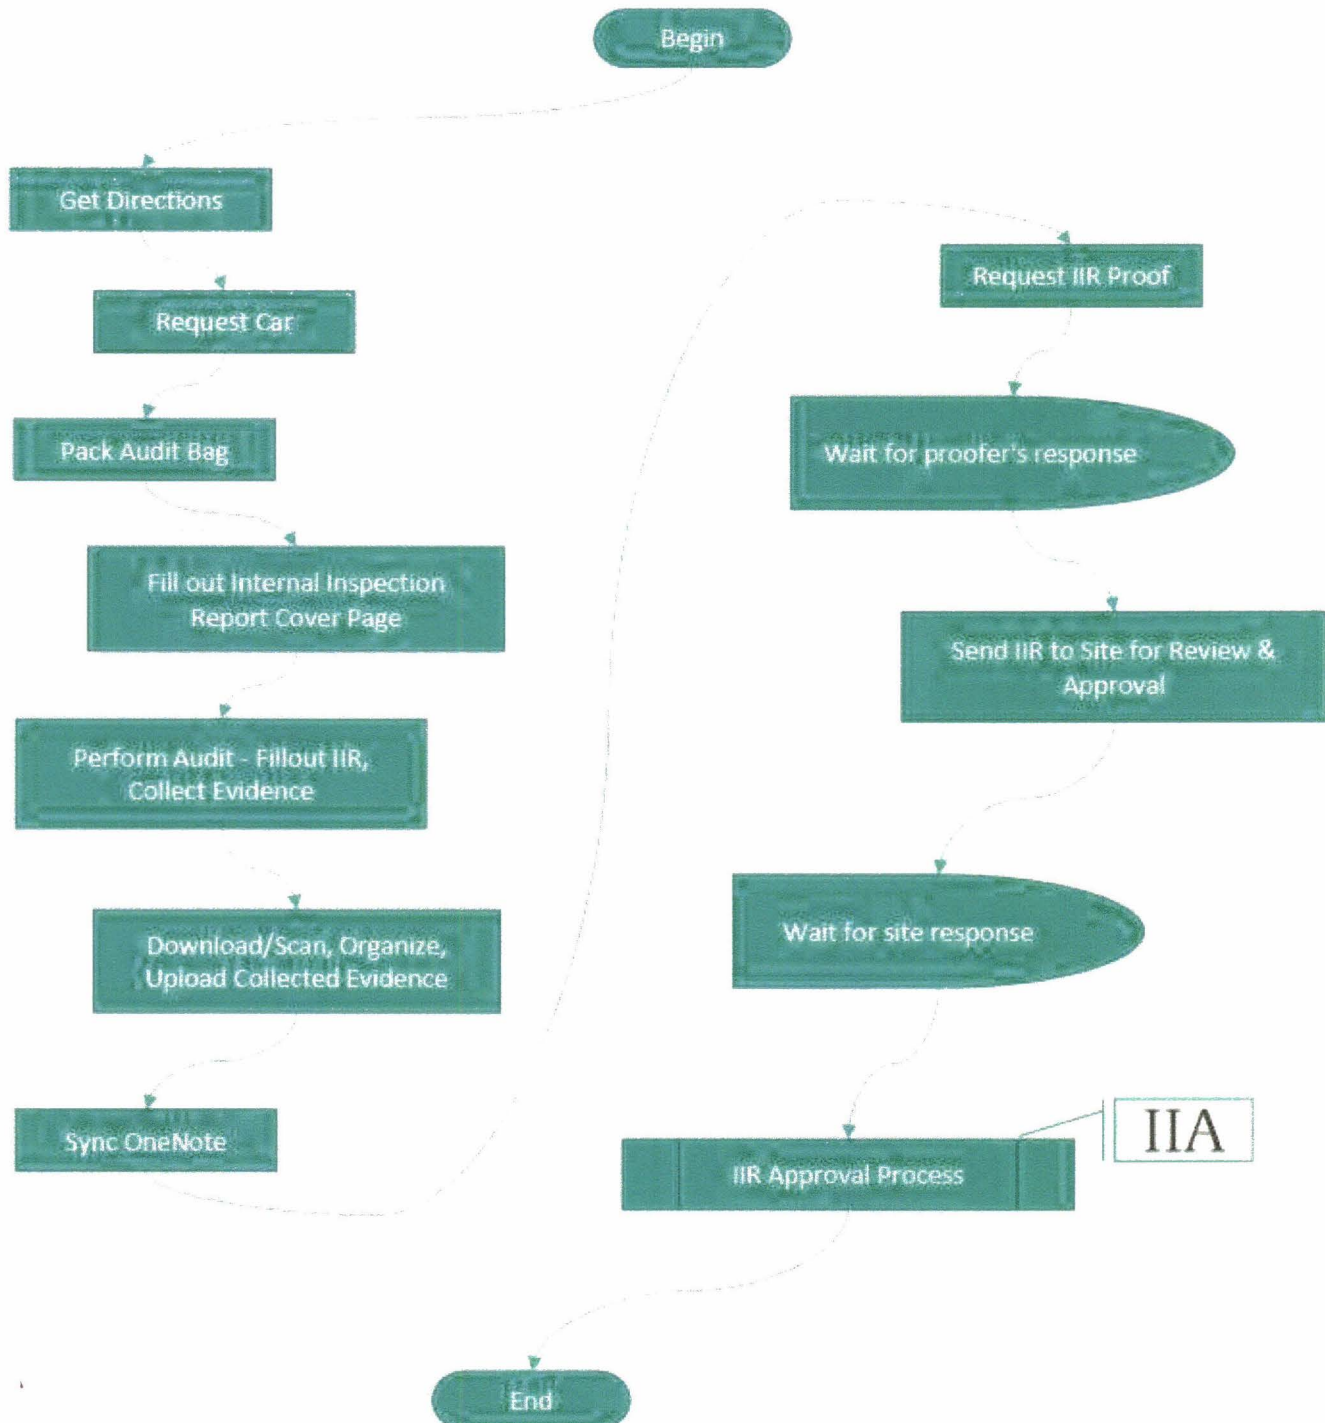 Begin
Get Directions
Request Car
Pack Audit Bag
Fill out Internal Inspection
Report Cover Page
Perform Audit - Fillout IIR,
Collect Evidence
Download/Scan, Organize,
Upload Collected Evidence
Sync OneNote
Request IIR Proof
Wait for proofer's response
Send IIR to Site for Review &
Approval
Wait for site response
IIR Approval Process
IIA
End